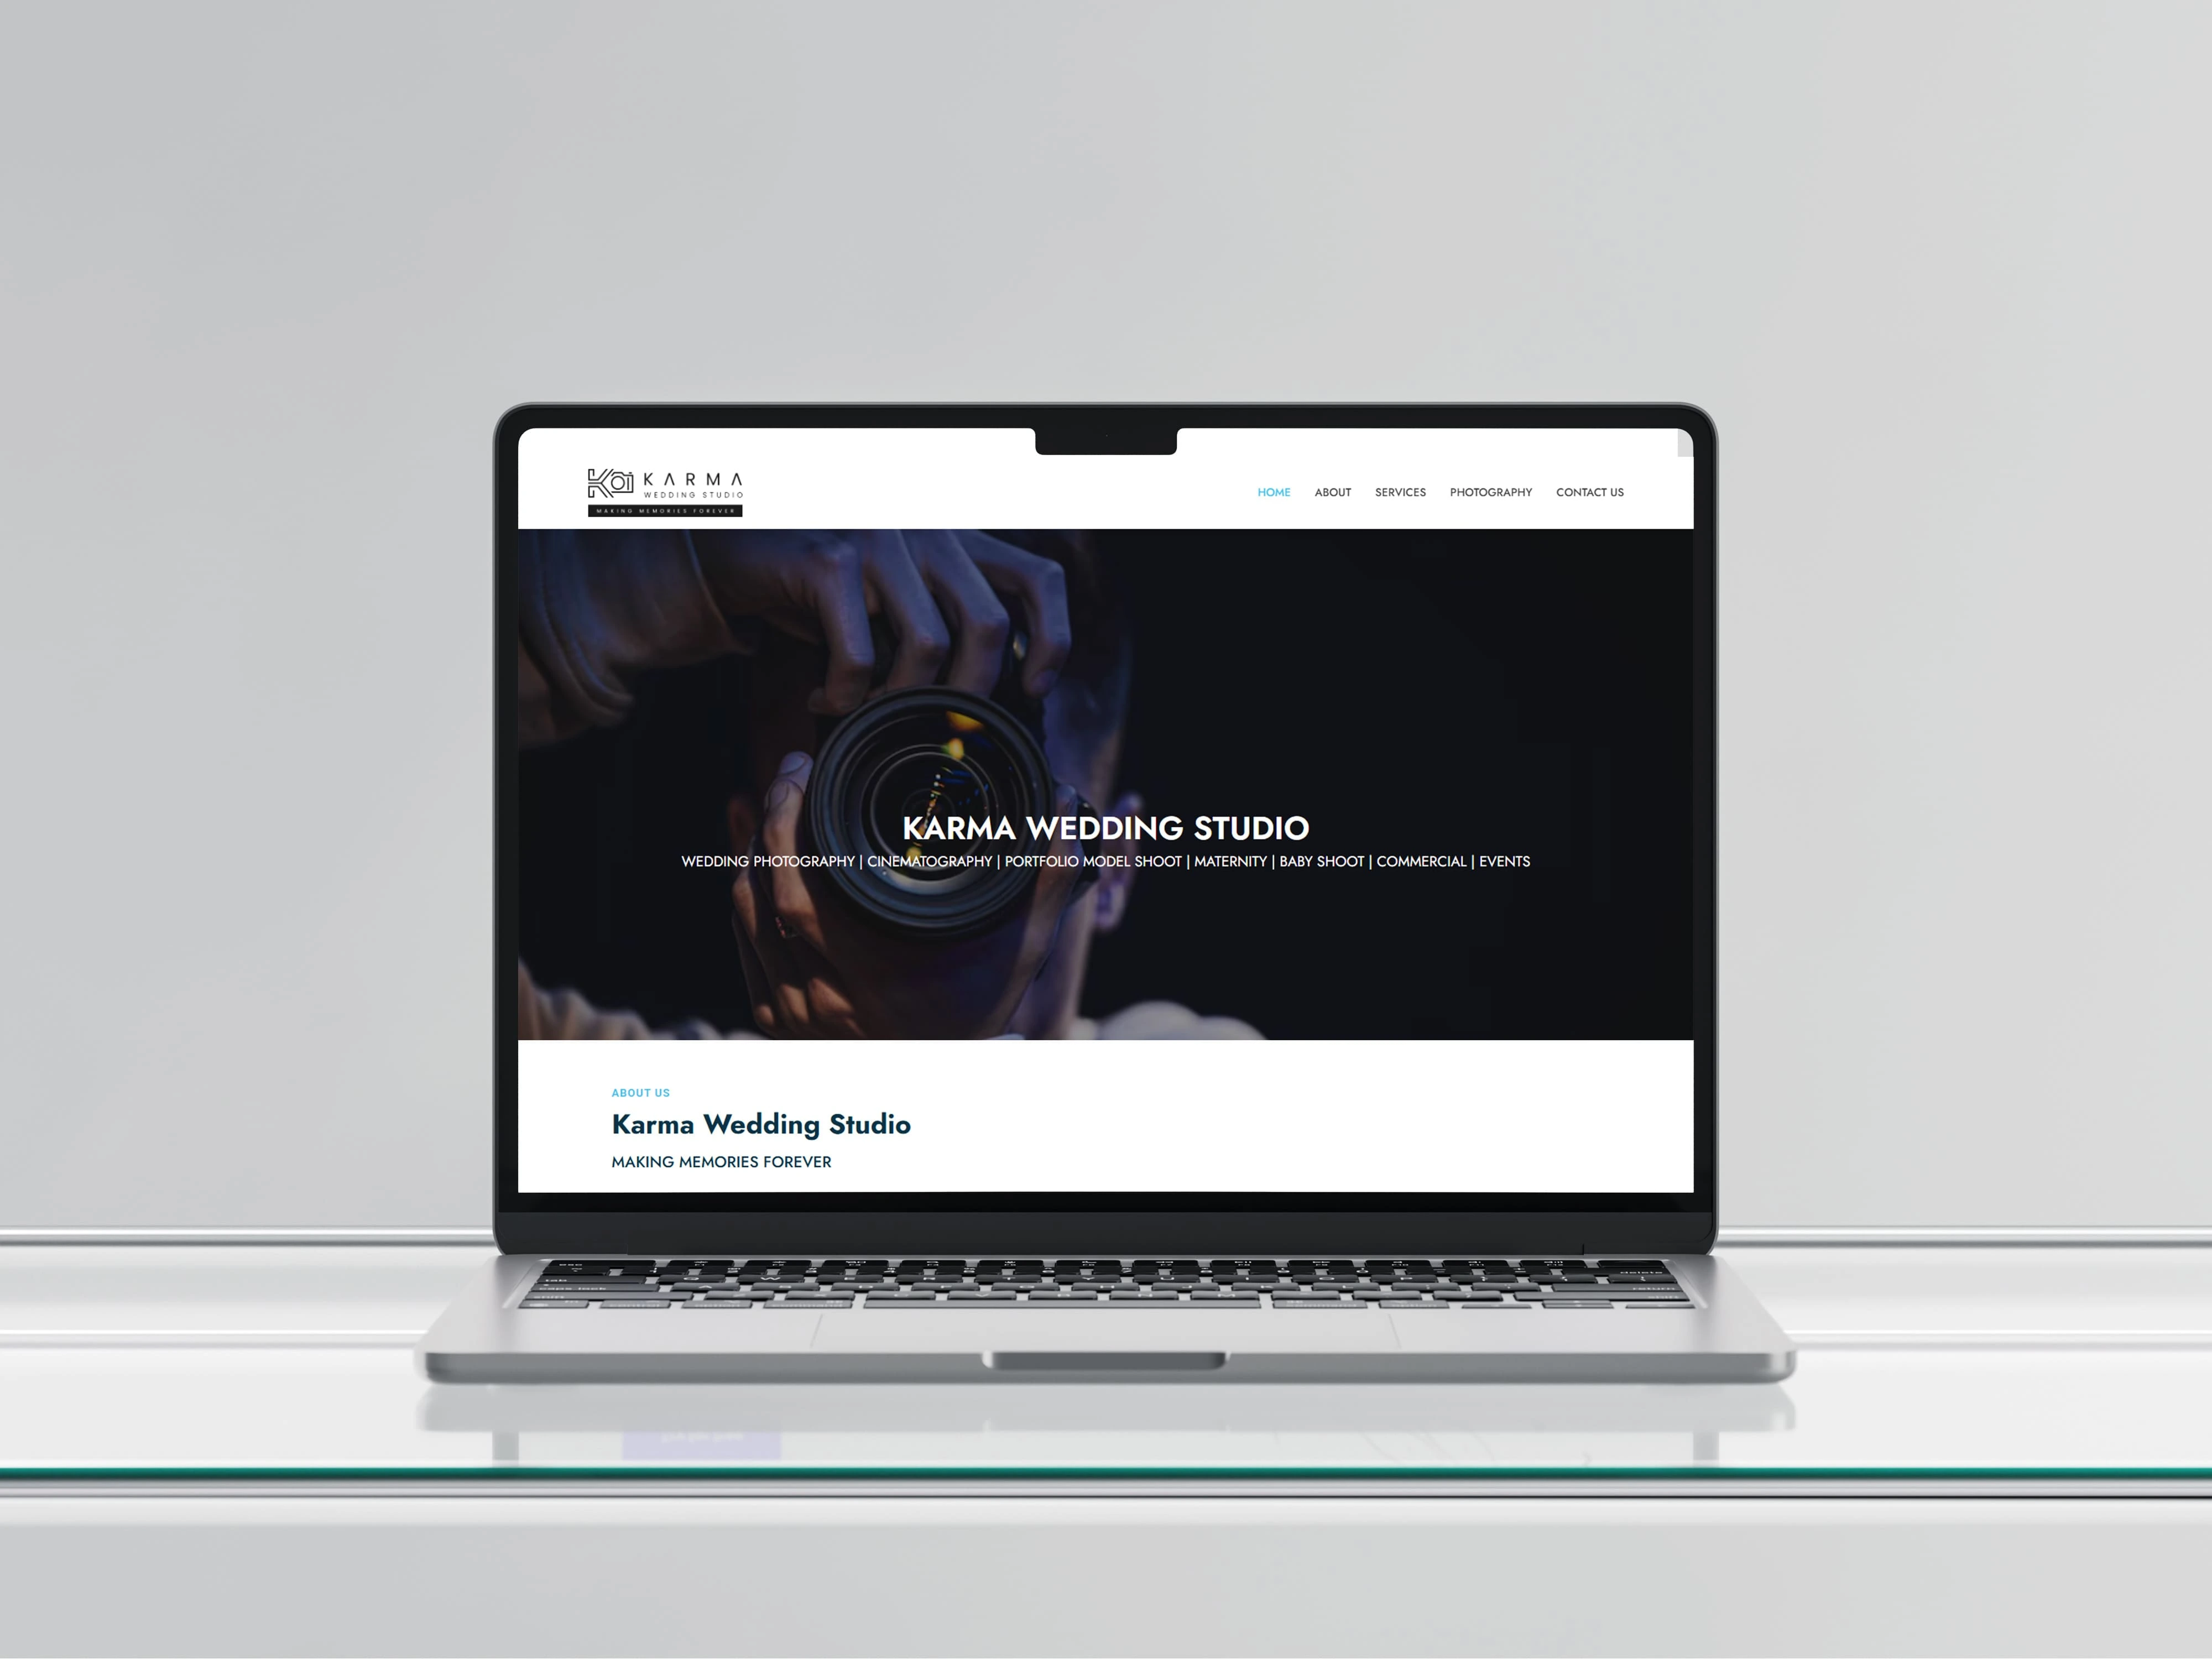 KARMA
WEDDING STUDIO
MAKING MEMORIES FOREVER
HOME ABOUT SERVICES PHOTOGRAPHY CONTACT US
KARMA WEDDING STUDIO
WEDDING PHOTOGRAPHY | CINEMATOGRAPHY | PORTFOLIO MODEL SHOOT | MATERNITY | BABY SHOOT | COMMERCIAL | EVENTS
ABOUT US
Karma Wedding Studio
MAKING MEMORIES FOREVER